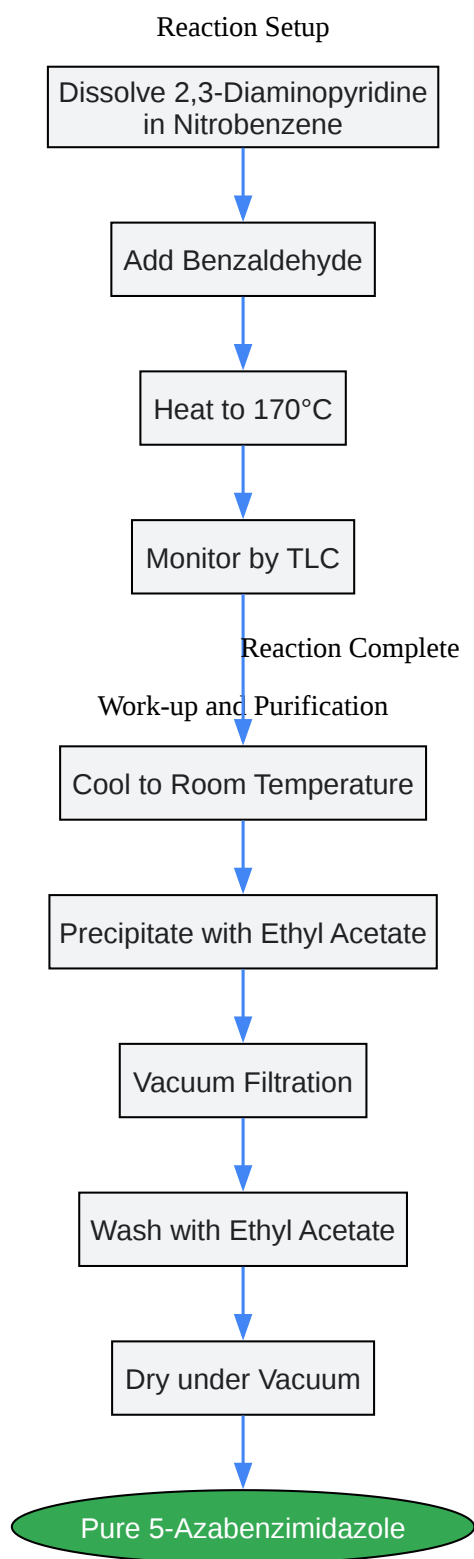 Reaction Setup
Dissolve 2,3-Diaminopyridine
in Nitrobenzene
Add Benzaldehyde
Heat to 170°C
Monitor by TLC
Reaction Complete
Work-up and Purification
Cool to Room Temperature
Precipitate with Ethyl Acetate
Vacuum Filtration
Wash with Ethyl Acetate
Dry under Vacuum
Pure 5-Azabenzimidazole